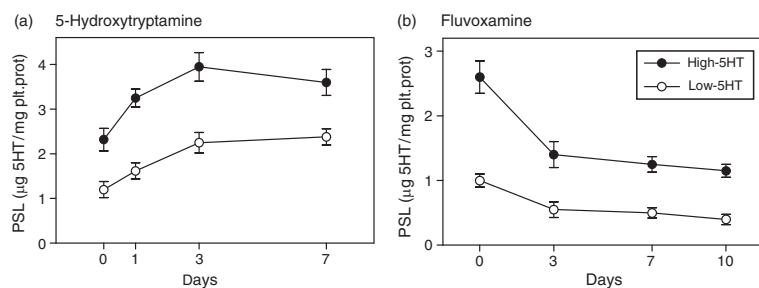 (a) 5-Hydroxytryptamine
PSL (µg 5HT/mg plt.prot)
4
3
2
1
0
0 1 3 7
Days
(b) Fluvoxamine
PSL (µg 5HT/mg plt.prot)
3
2
1
0
High-5HT
Low-5HT
0 3 7 10
Days